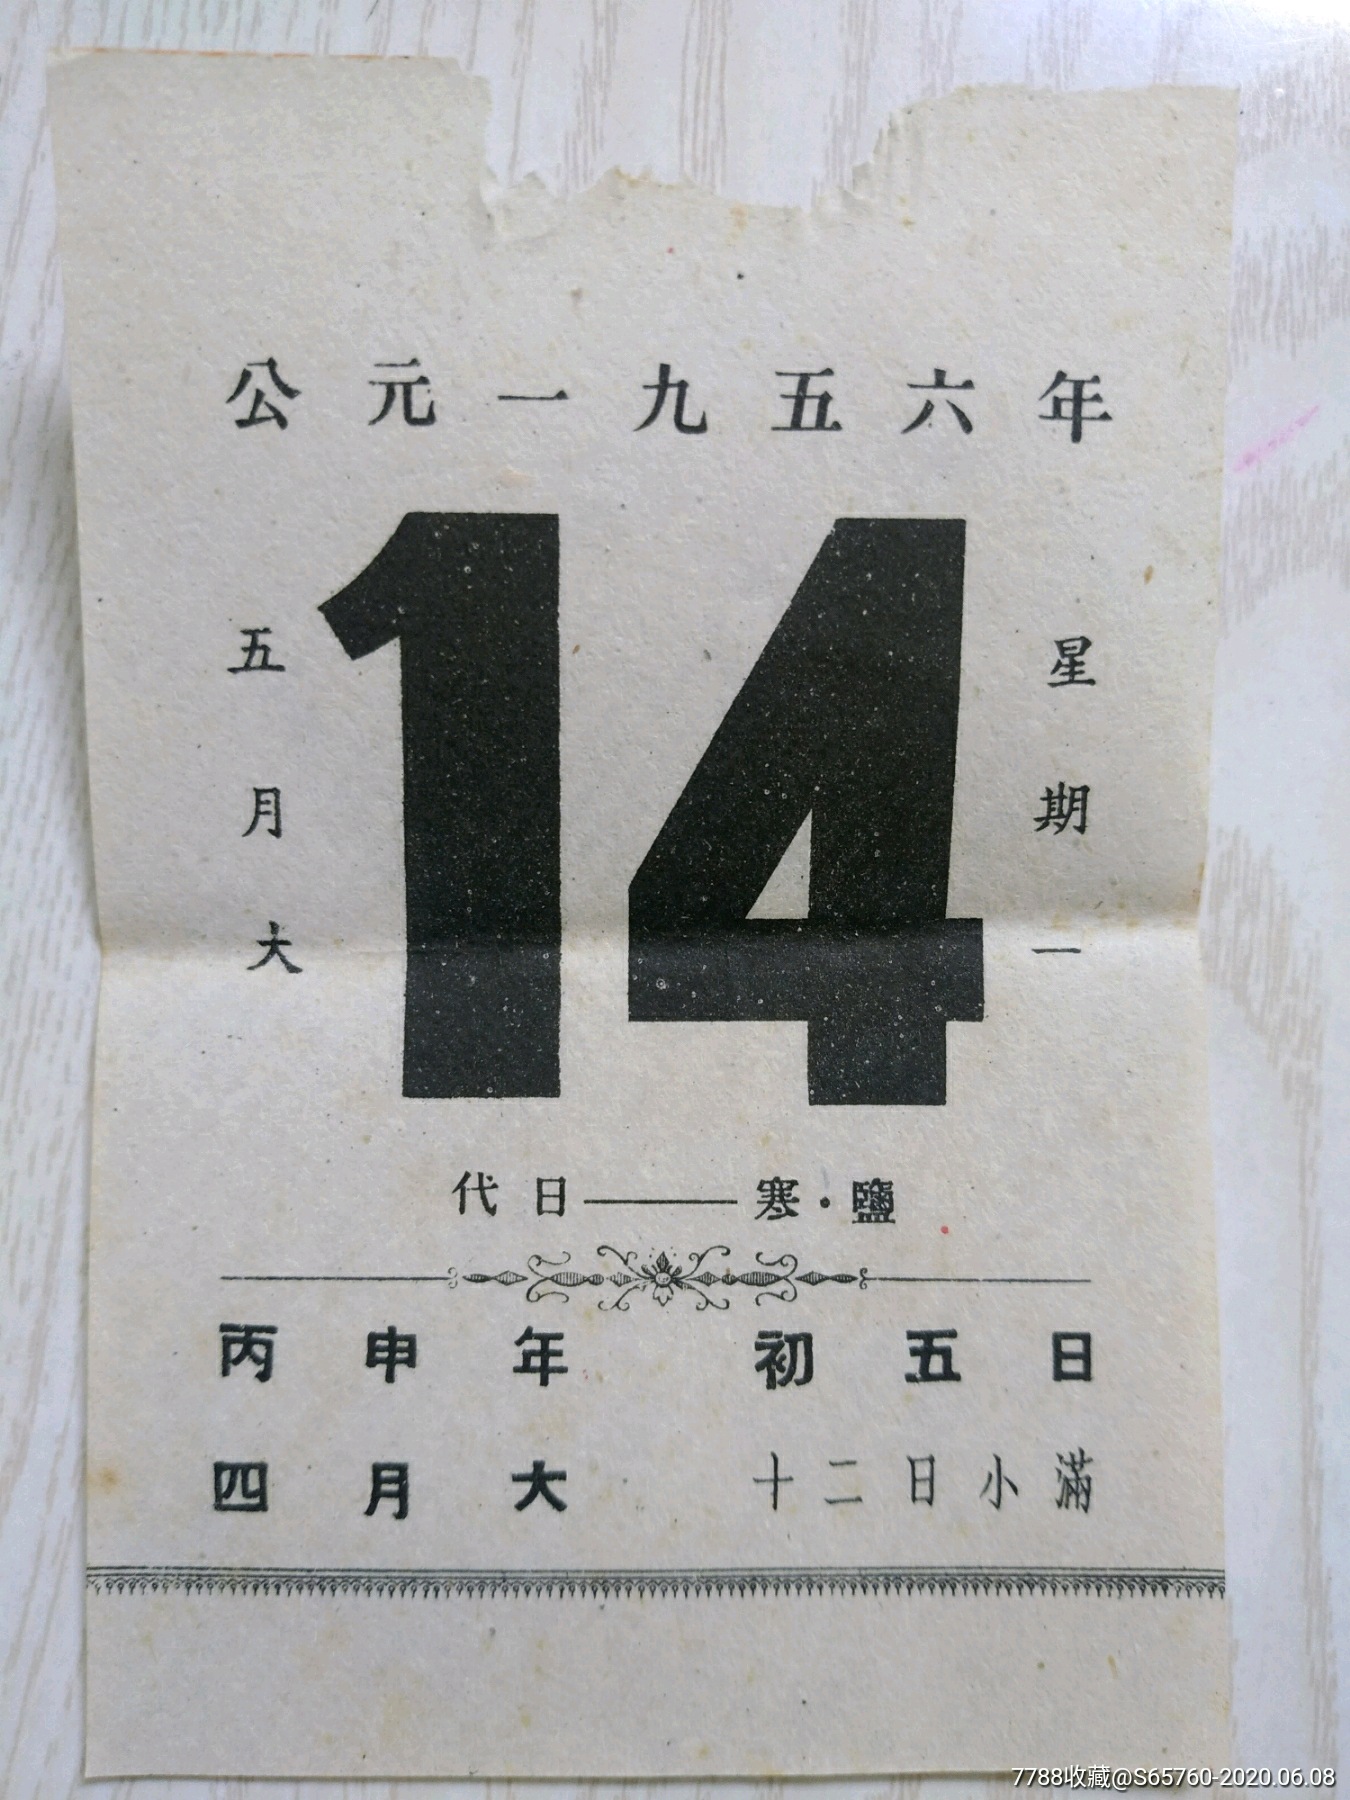 公元一九五六年
五月大
14
星期一
代日——寒·鹽
丙申年 初五日
四月大 十二日小滿
7788收藏@S65760-2020.06.08